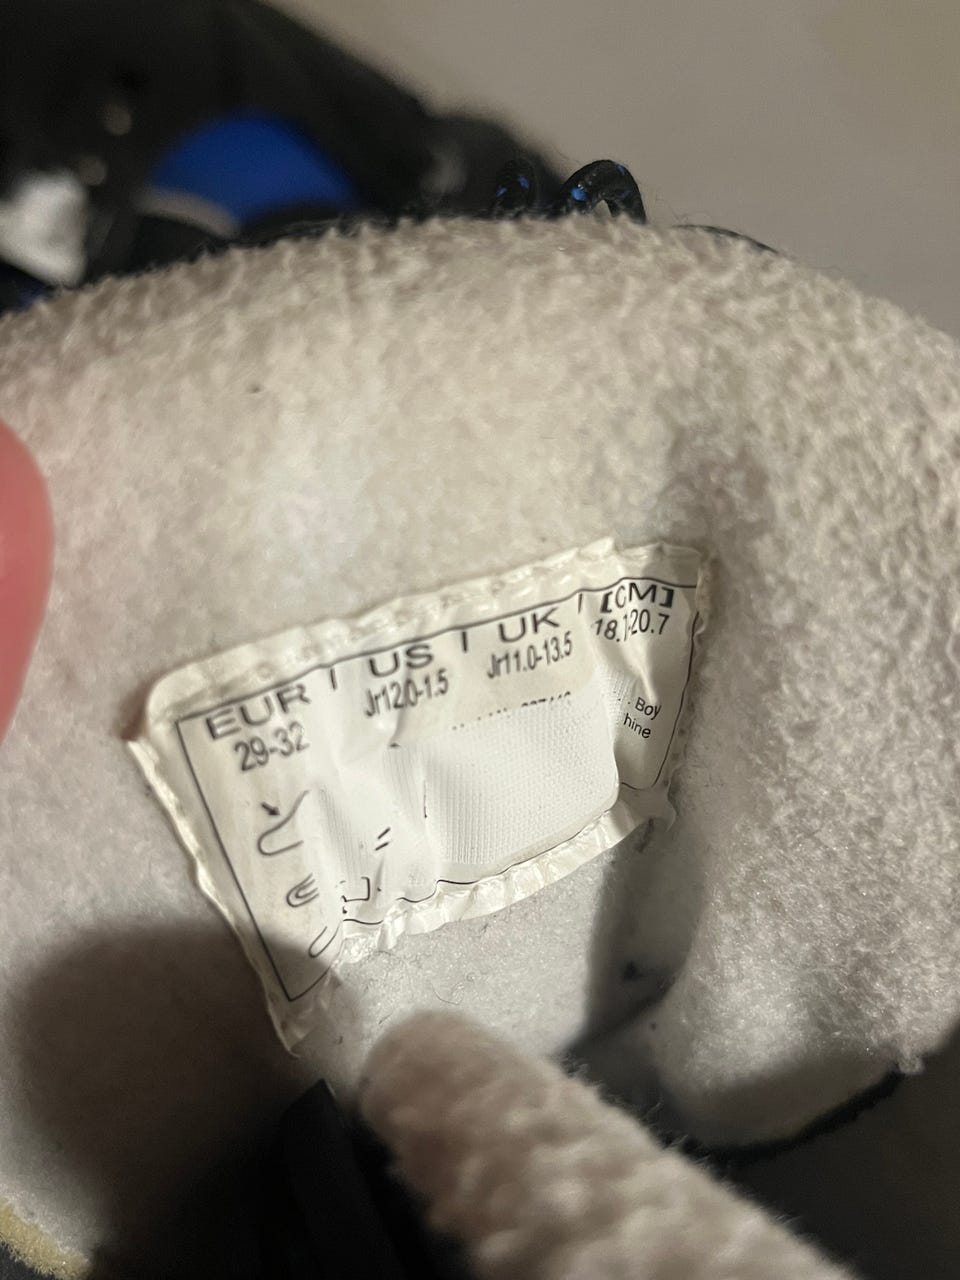 EUR | US | UK | [CM]
29-32 Jr12.0-1.5 Jr11.0-13.5 18.1-20.7
Boy
hine